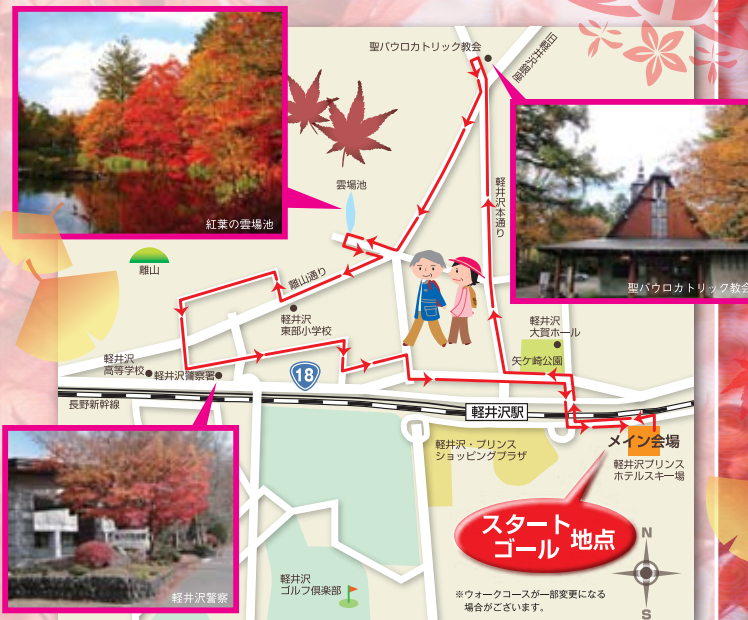 聖パウロカトリック教会
旧軽井沢銀座
紅葉の雲場池
雲場池
軽井沢本通り
聖パウロカトリック教会
離山
離山通り
軽井沢
東部小学校
軽井沢
大賀ホール
矢ケ崎公園
軽井沢
高等学校
軽井沢警察署
18
長野新幹線
軽井沢駅
メイン会場
軽井沢プリンス
ホテルスキー場
軽井沢・プリンス
ショッピングプラザ
スタート
ゴール
地点
軽井沢警察
軽井沢
ゴルフ倶楽部
N
S
※ウォークコースが一部変更になる
場合がございます。